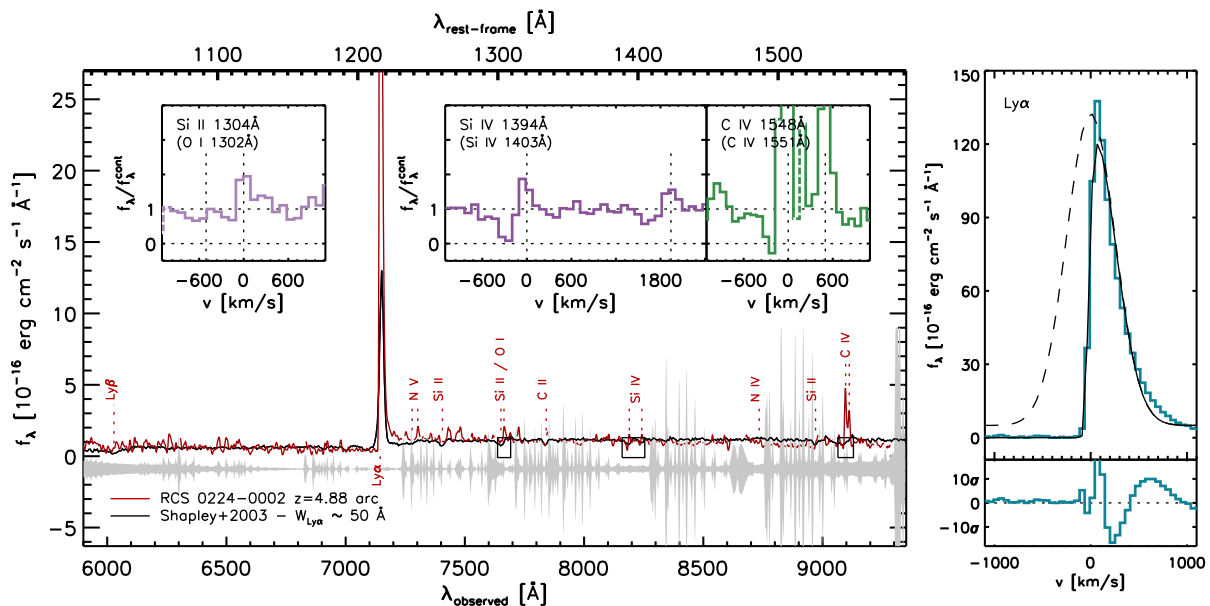 λrest−frame [Å]
1100 1200 1300 1400 1500
25
20
15
10
5
0
−5
fλ [10⁻¹⁶ erg cm⁻² s⁻¹ Å⁻¹]
Si II 1304Å
(O I 1302Å)
fλ/fλ^cont
1
0
−600 0 600
v [km/s]
Si IV 1394Å
(Si IV 1403Å)
fλ/fλ^cont
1
0
−600 0 600 1800
v [km/s]
C IV 1548Å
(C IV 1551Å)
−600 0 600
v [km/s]
Lyβ
Lyα
N V
Si II
Si II / O I
C II
Si IV
N IV
Si II
C IV
RCS 0224−0002 z=4.88 arc
Shapley+2003 − WLyα ~ 50 Å
6000 6500 7000 7500 8000 8500 9000
λobserved [Å]
Lyα
150
120
90
60
30
0
fλ [10⁻¹⁶ erg cm⁻² s⁻¹ Å⁻¹]
10σ
0
−10σ
−1000 0 1000
v [km/s]